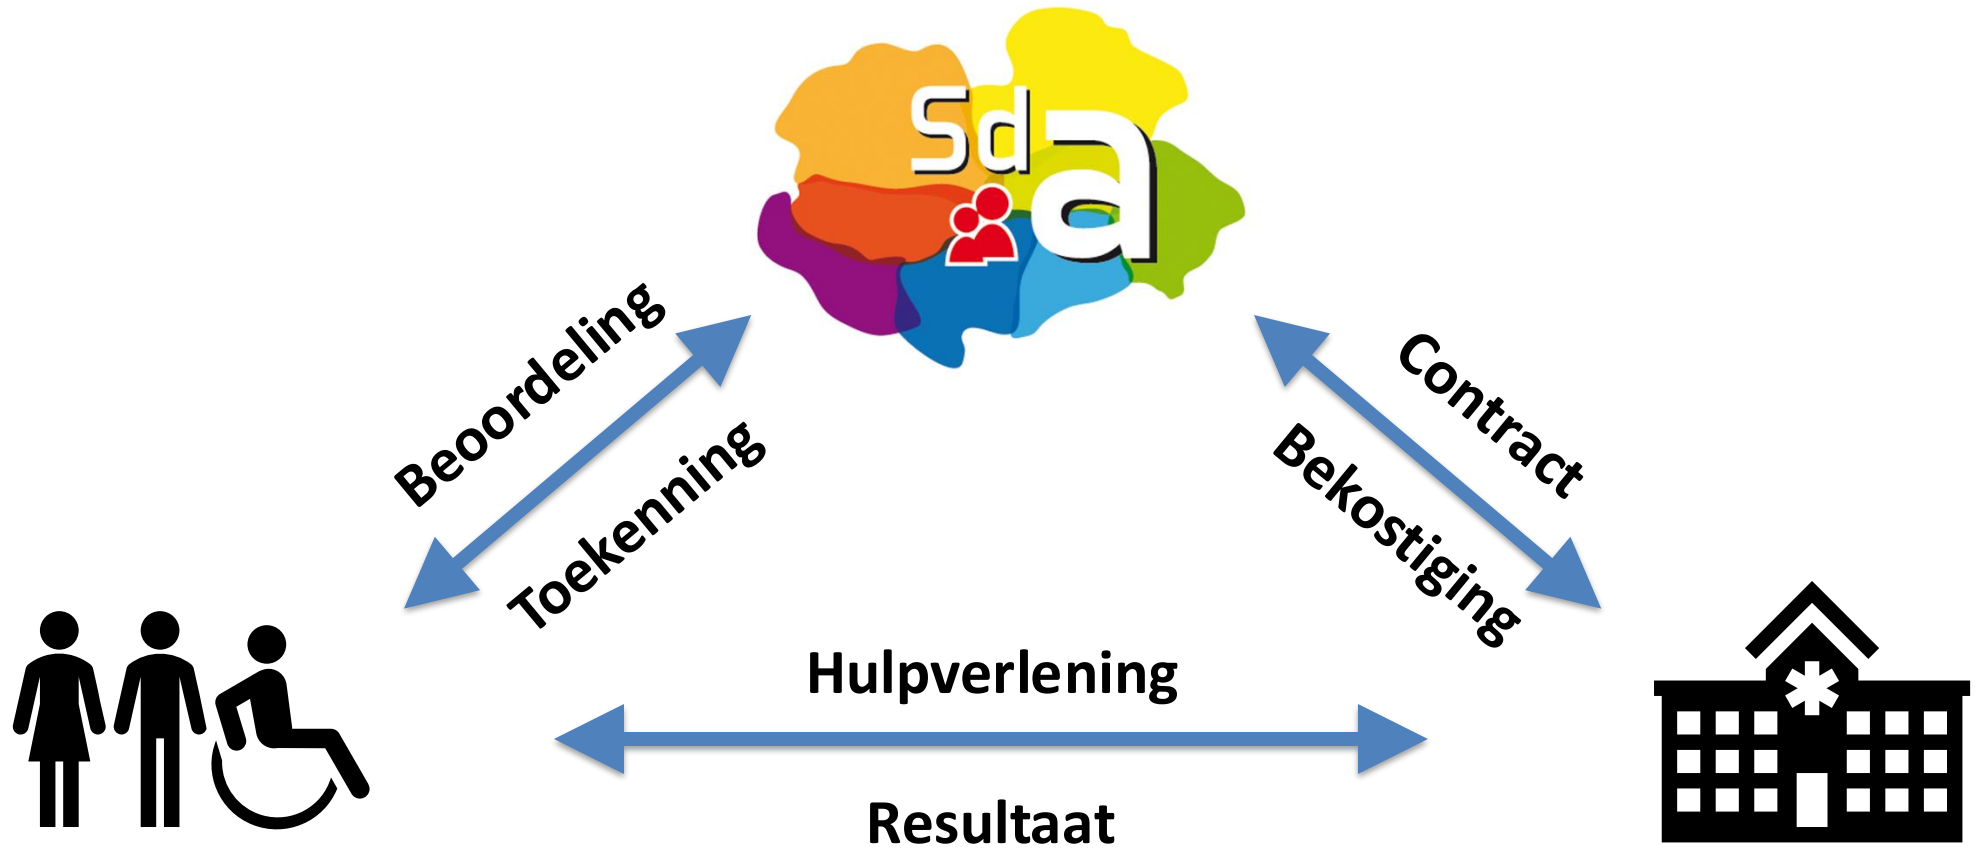 Sd
a
Beoordeling
Toekenning
Contract
Bekostiging
Hulpverlening
Resultaat